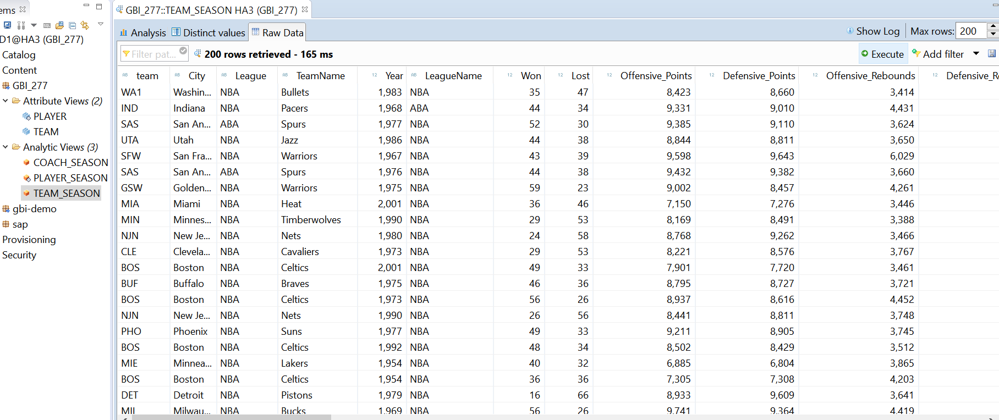 ems
GBI_277::TEAM_SEASON HA3 (GBI_277)
Analysis Distinct values Raw Data
Show Log Max rows: 200
SQL
D1@HA3 (GBI_277)
Catalog
Content
GBI_277
Attribute Views (2)
PLAYER
TEAM
Analytic Views (3)
COACH_SEASON
PLAYER_SEASON
TEAM_SEASON
gbi-demo
sap
Provisioning
Security
Filter pat... 200 rows retrieved - 165 ms Execute Add filter
AB team AB City AB League AB TeamName 12 Year AB LeagueName 12 Won 12 Lost 12 Offensive_Points 12 Defensive_Points 12 Offensive_Rebounds 12 Defensive_Re
WA1 Washin... NBA Bullets 1,983 NBA 35 47 8,423 8,660 3,414
IND Indiana NBA Pacers 1,968 ABA 44 34 9,331 9,010 4,431
SAS San An... ABA Spurs 1,977 NBA 52 30 9,385 9,110 3,624
UTA Utah NBA Jazz 1,986 NBA 44 38 8,844 8,811 3,650
SFW San Fra... NBA Warriors 1,967 NBA 43 39 9,598 9,643 6,029
SAS San An... ABA Spurs 1,976 NBA 44 38 9,432 9,382 3,660
GSW Golden... NBA Warriors 1,975 NBA 59 23 9,002 8,457 4,261
MIA Miami NBA Heat 2,001 NBA 36 46 7,150 7,276 3,446
MIN Minnes... NBA Timberwolves 1,990 NBA 29 53 8,169 8,491 3,388
NJN New Je... NBA Nets 1,980 NBA 24 58 8,768 9,262 3,466
CLE Clevela... NBA Cavaliers 1,973 NBA 29 53 8,221 8,576 3,767
BOS Boston NBA Celtics 2,001 NBA 49 33 7,901 7,720 3,461
BUF Buffalo NBA Braves 1,975 NBA 46 36 8,795 8,727 3,721
BOS Boston NBA Celtics 1,973 NBA 56 26 8,937 8,616 4,452
NJN New Je... NBA Nets 1,990 NBA 26 56 8,441 8,811 3,748
PHO Phoenix NBA Suns 1,977 NBA 49 33 9,211 8,905 3,745
BOS Boston NBA Celtics 1,992 NBA 48 34 8,502 8,429 3,512
MIE Minnea... NBA Lakers 1,954 NBA 40 32 6,885 6,804 3,865
BOS Boston NBA Celtics 1,954 NBA 36 36 7,305 7,308 4,203
DET Detroit NBA Pistons 1,979 NBA 16 66 8,933 9,609 3,641
MIL Milwau... NBA Bucks 1,969 NBA 56 26 9,741 9,364 4,419